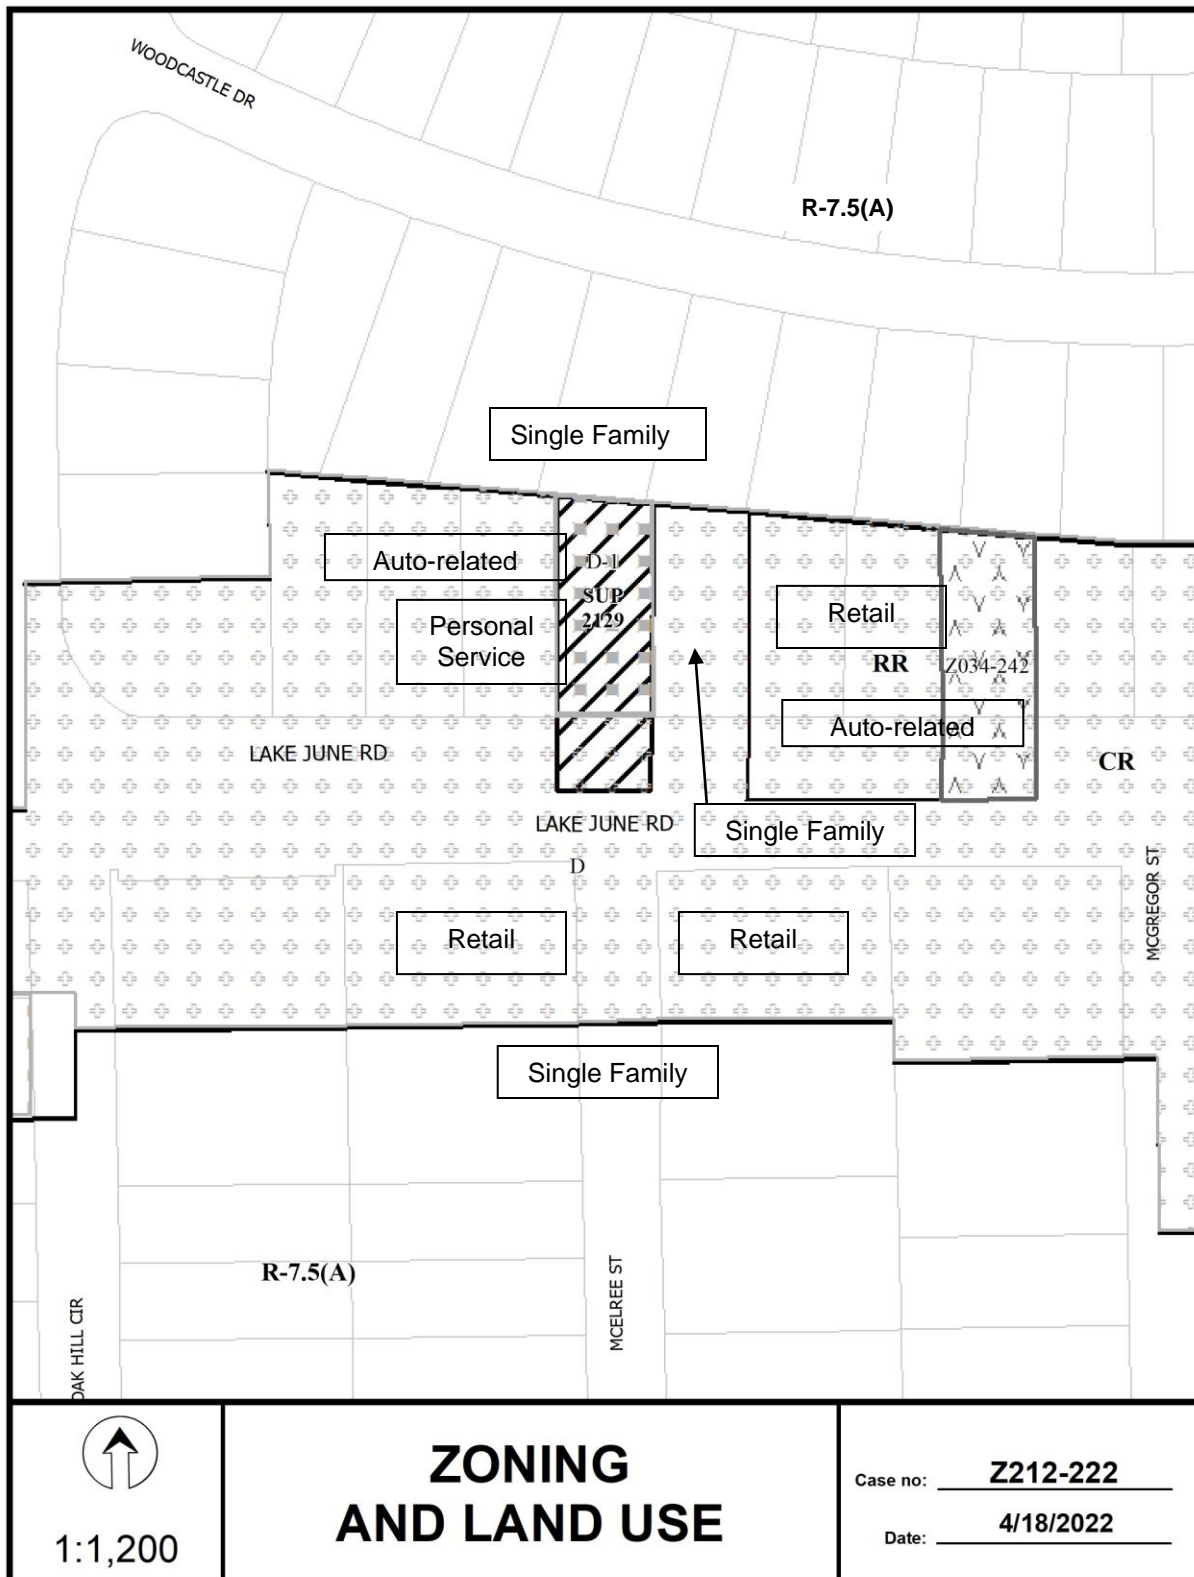 WOODCASTLE DR
R-7.5(A)
Single Family
Auto-related
D-1
SUP
2129
Personal
Service
Retail
RR
Z034-242
Auto-related
LAKE JUNE RD
CR
LAKE JUNE RD
Single Family
D
MCGREGOR ST
Retail
Retail
Single Family
R-7.5(A)
MCELREE ST
OAK HILL CIR
1:1,200
ZONING
AND LAND USE
Case no: Z212-222
Date: 4/18/2022